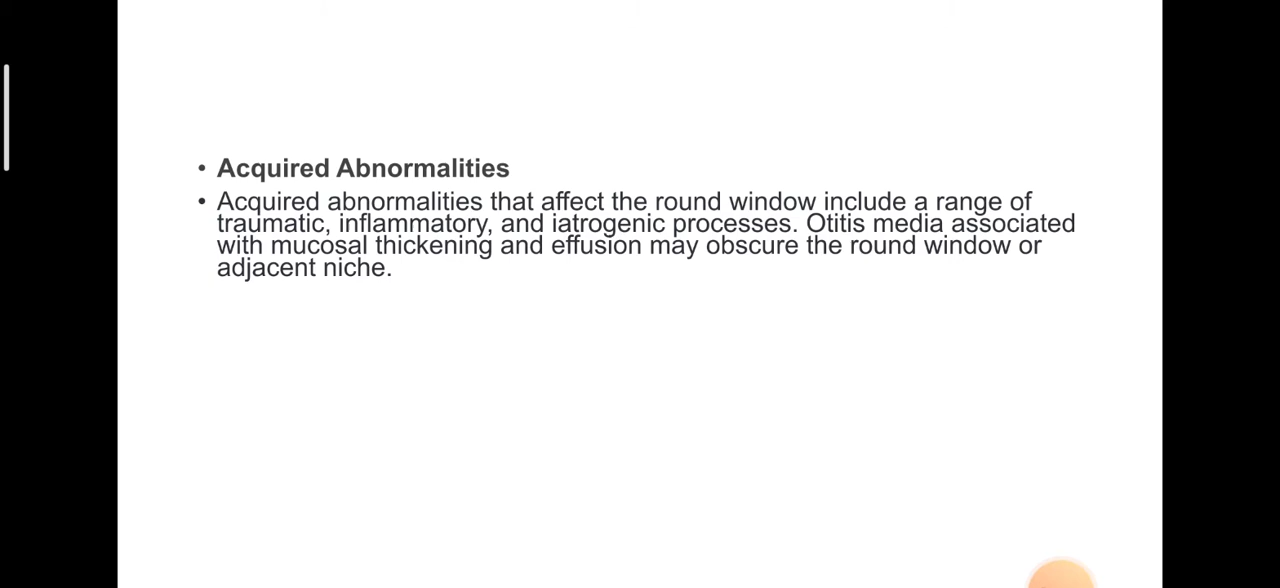 • Acquired Abnormalities
• Acquired abnormalities that affect the round window include a range of
traumatic, inflammatory, and iatrogenic processes. Otitis media associated
with mucosal thickening and effusion may obscure the round window or
adjacent niche.